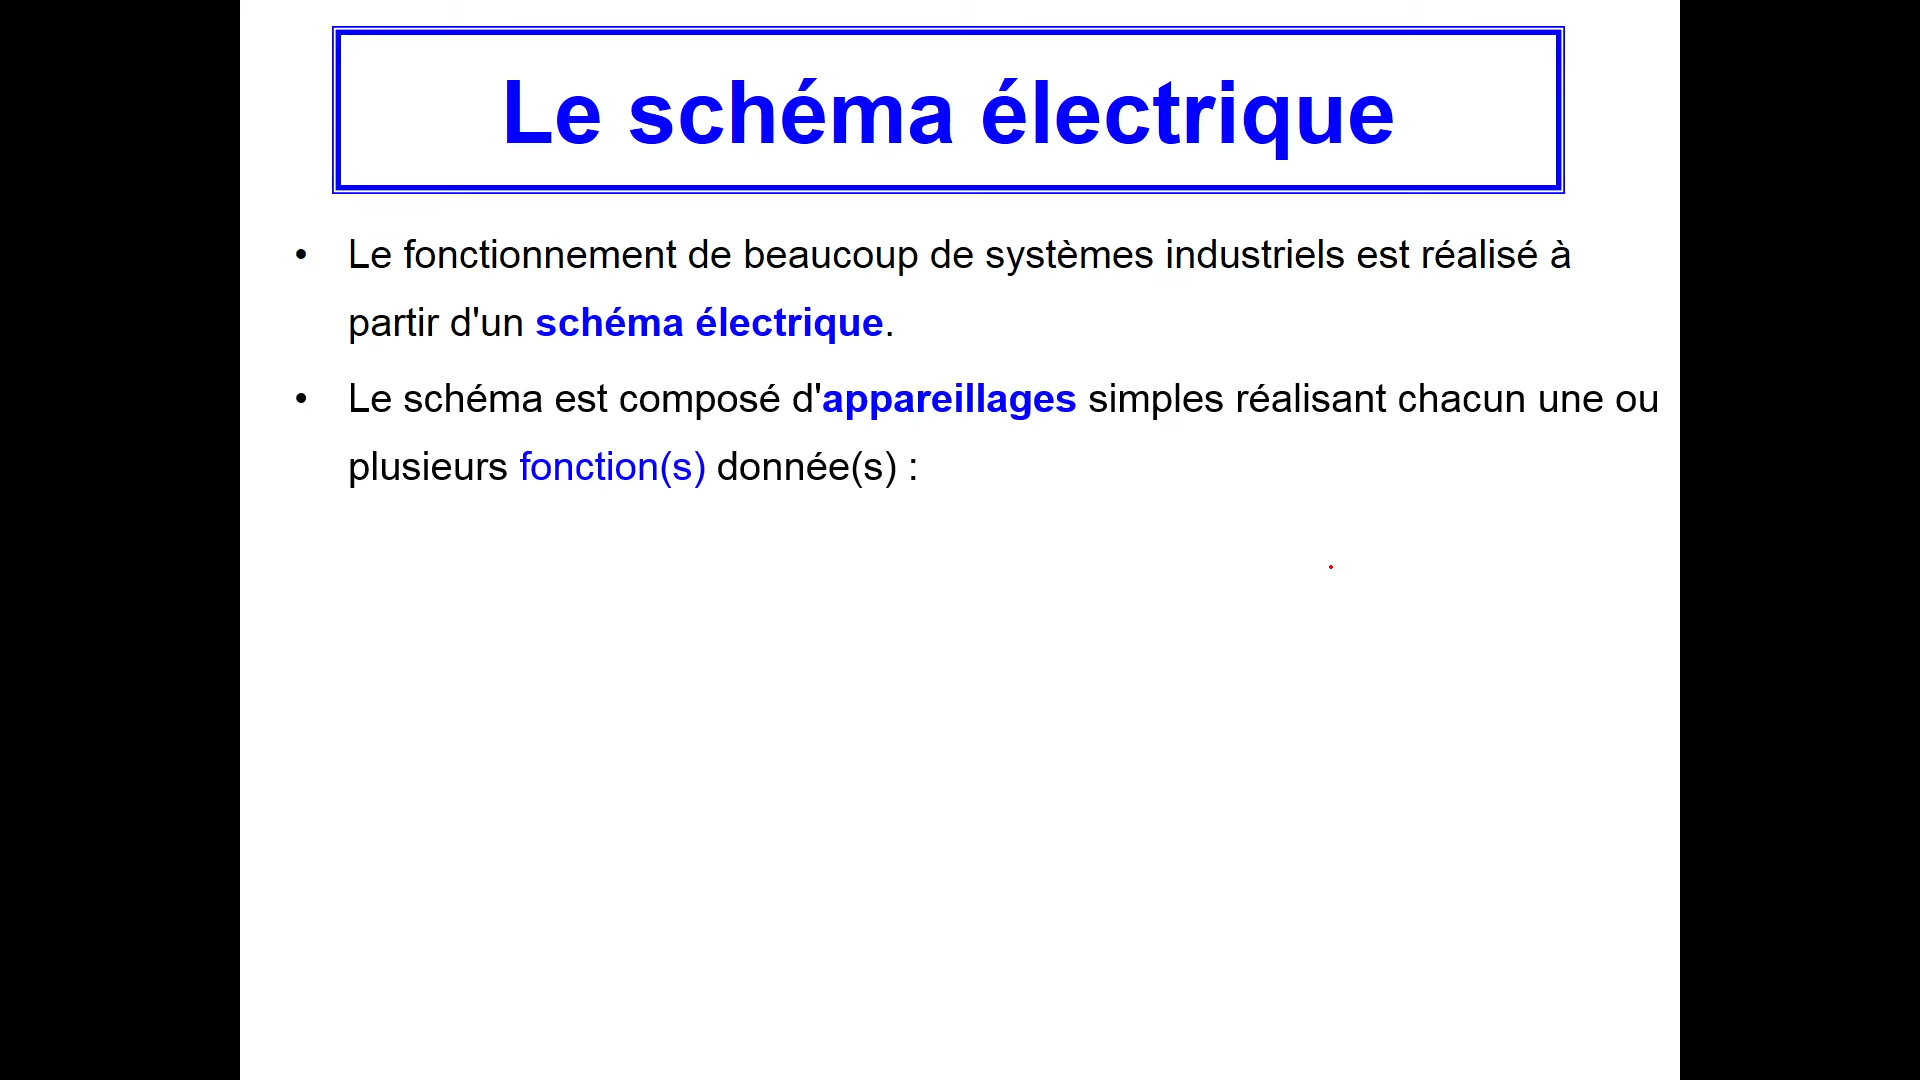 Le schéma électrique
• Le fonctionnement de beaucoup de systèmes industriels est réalisé à
partir d'un schéma électrique.
• Le schéma est composé d'appareillages simples réalisant chacun une ou
plusieurs fonction(s) donnée(s) :